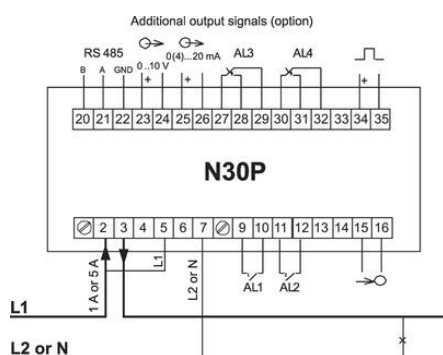 Additional output signals (option)
RS 485
0(4)...20 mA
AL3
AL4
B
A
GND
0 ..10 V
+
+
+
20 21 22 23 24 25 26 27 28 29 30 31 32 33 34 35
N30P
2 3 4 5 6 7 9 10 11 12 13 14 15 16
1 A or 5 A
L1
L2 or N
AL1
AL2
L1
L2 or N